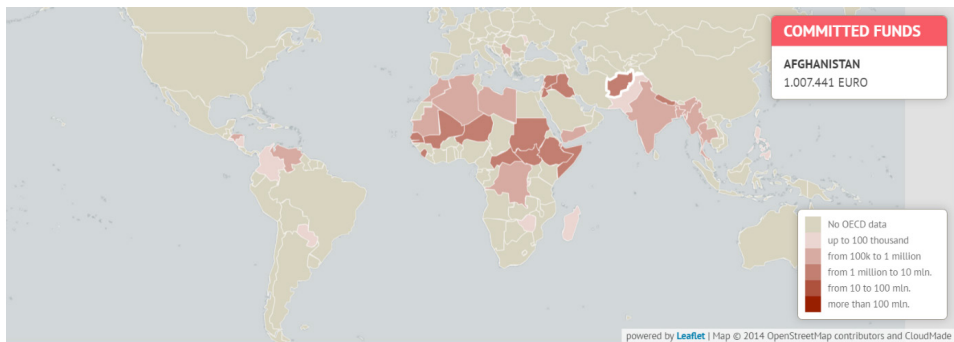 COMMITTED FUNDS
AFGHANISTAN
1.007.441 EURO
No OECD data
up to 100 thousand
from 100k to 1 million
from 1 million to 10 mln.
from 10 to 100 mln.
more than 100 mln.
powered by Leaflet | Map © 2014 OpenStreetMap contributors and CloudMade